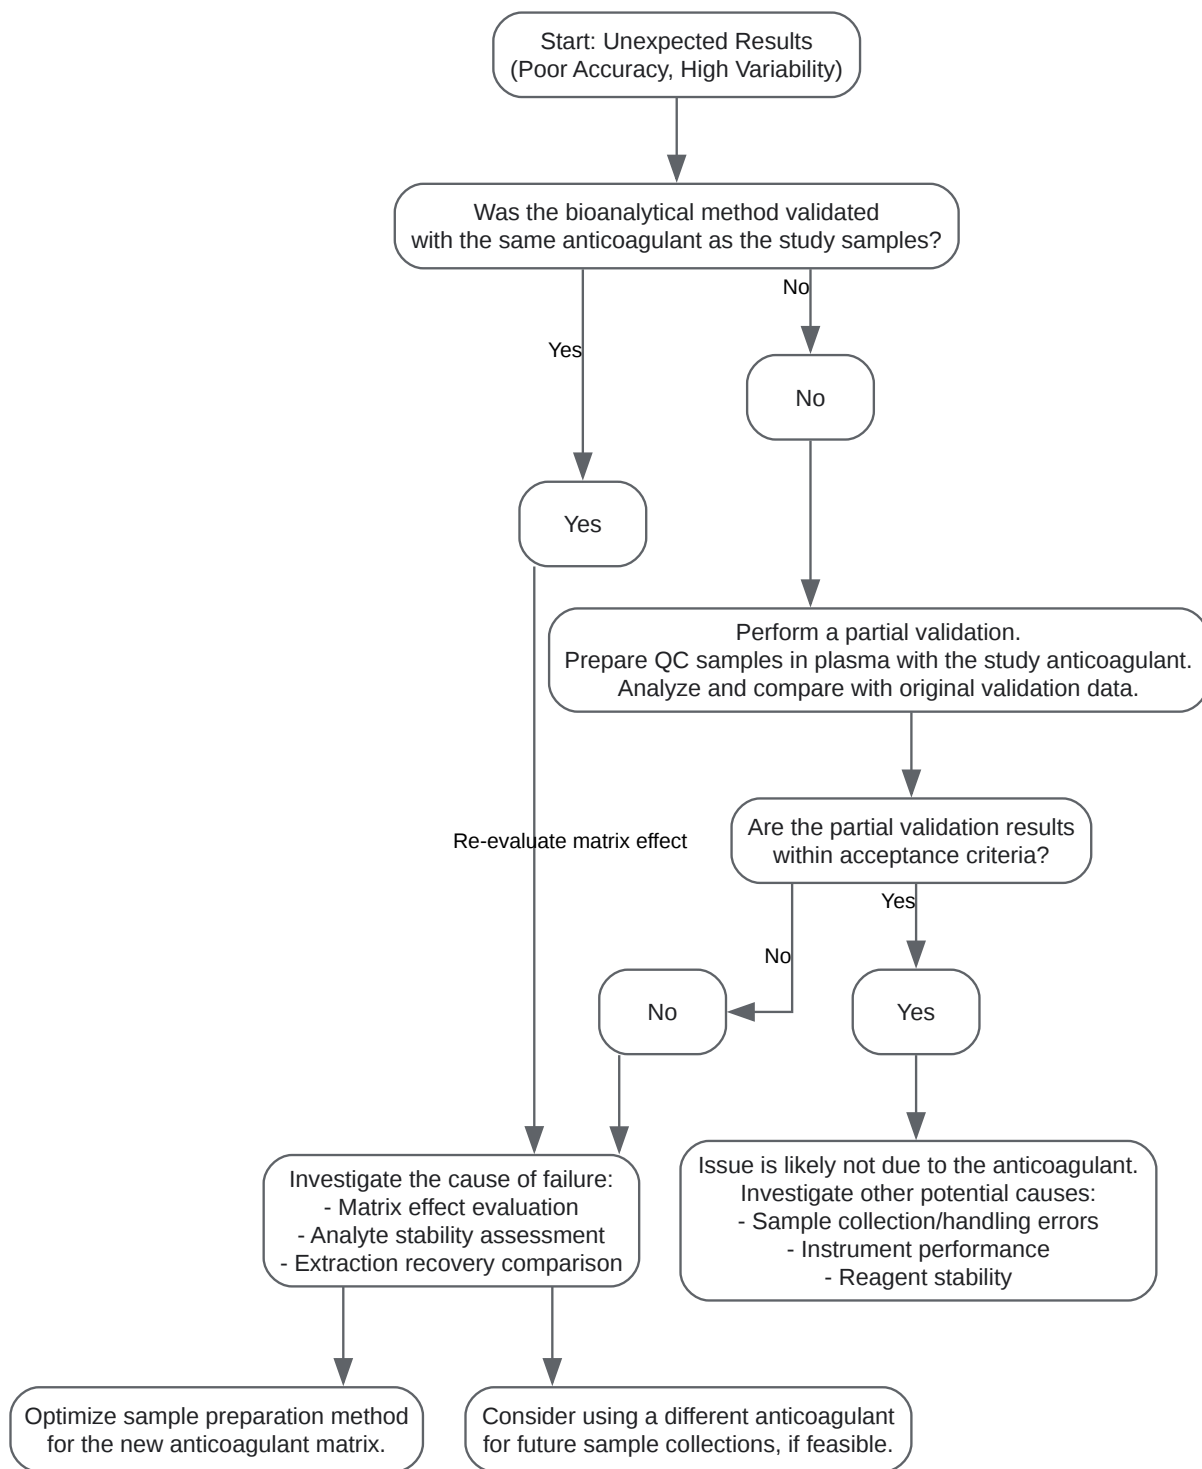 Start: Unexpected Results
(Poor Accuracy, High Variability)
Was the bioanalytical method validated
with the same anticoagulant as the study samples?
No
Yes
No
Yes
Perform a partial validation.
Prepare QC samples in plasma with the study anticoagulant.
Analyze and compare with original validation data.
Re-evaluate matrix effect
Are the partial validation results
within acceptance criteria?
Yes
No
No
Yes
Investigate the cause of failure:
- Matrix effect evaluation
- Analyte stability assessment
- Extraction recovery comparison
Issue is likely not due to the anticoagulant.
Investigate other potential causes:
- Sample collection/handling errors
- Instrument performance
- Reagent stability
Optimize sample preparation method
for the new anticoagulant matrix.
Consider using a different anticoagulant
for future sample collections, if feasible.